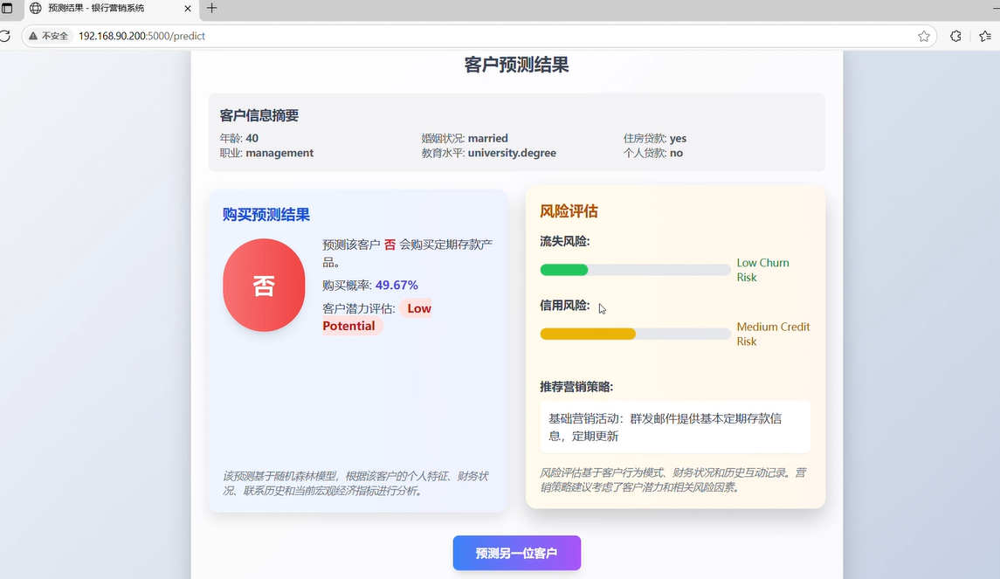 预测结果 - 银行营销系统
不安全 192.168.90.200:5000/predict
客户预测结果
客户信息摘要
年龄: 40
婚姻状况: married
住房贷款: yes
职业: management
教育水平: university.degree
个人贷款: no
购买预测结果
否
预测该客户 否 会购买定期存款产
品。
购买概率: 49.67%
客户潜力评估: Low
Potential
该预测基于随机森林模型，根据该客户的个人特征、财务状
况、联系历史和当前宏观经济指标进行分析。
风险评估
流失风险:
Low Churn
Risk
信用风险:
Medium Credit
Risk
推荐营销策略:
基础营销活动：群发邮件提供基本定期存款信
息，定期更新
风险评估基于客户行为模式、财务状况和历史互动记录。营
销策略建议考虑了客户潜力和相关风险因素。
预测另一位客户